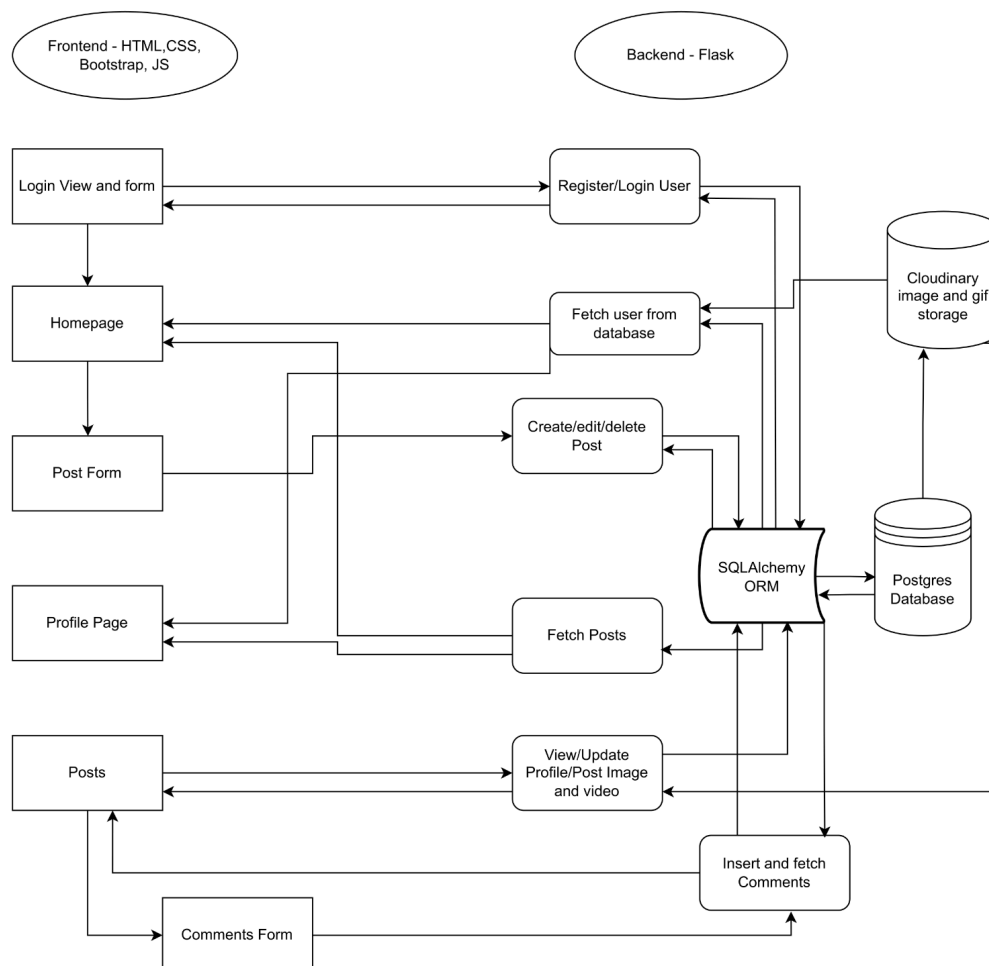 Frontend - HTML,CSS,
Bootstrap, JS
Backend - Flask
Login View and form
Register/Login User
Cloudinary
image and gif
storage
Homepage
Fetch user from
database
Create/edit/delete
Post
Post Form
SQLAlchemy
ORM
Postgres
Database
Profile Page
Fetch Posts
Posts
View/Update
Profile/Post Image
and video
Insert and fetch
Comments
Comments Form